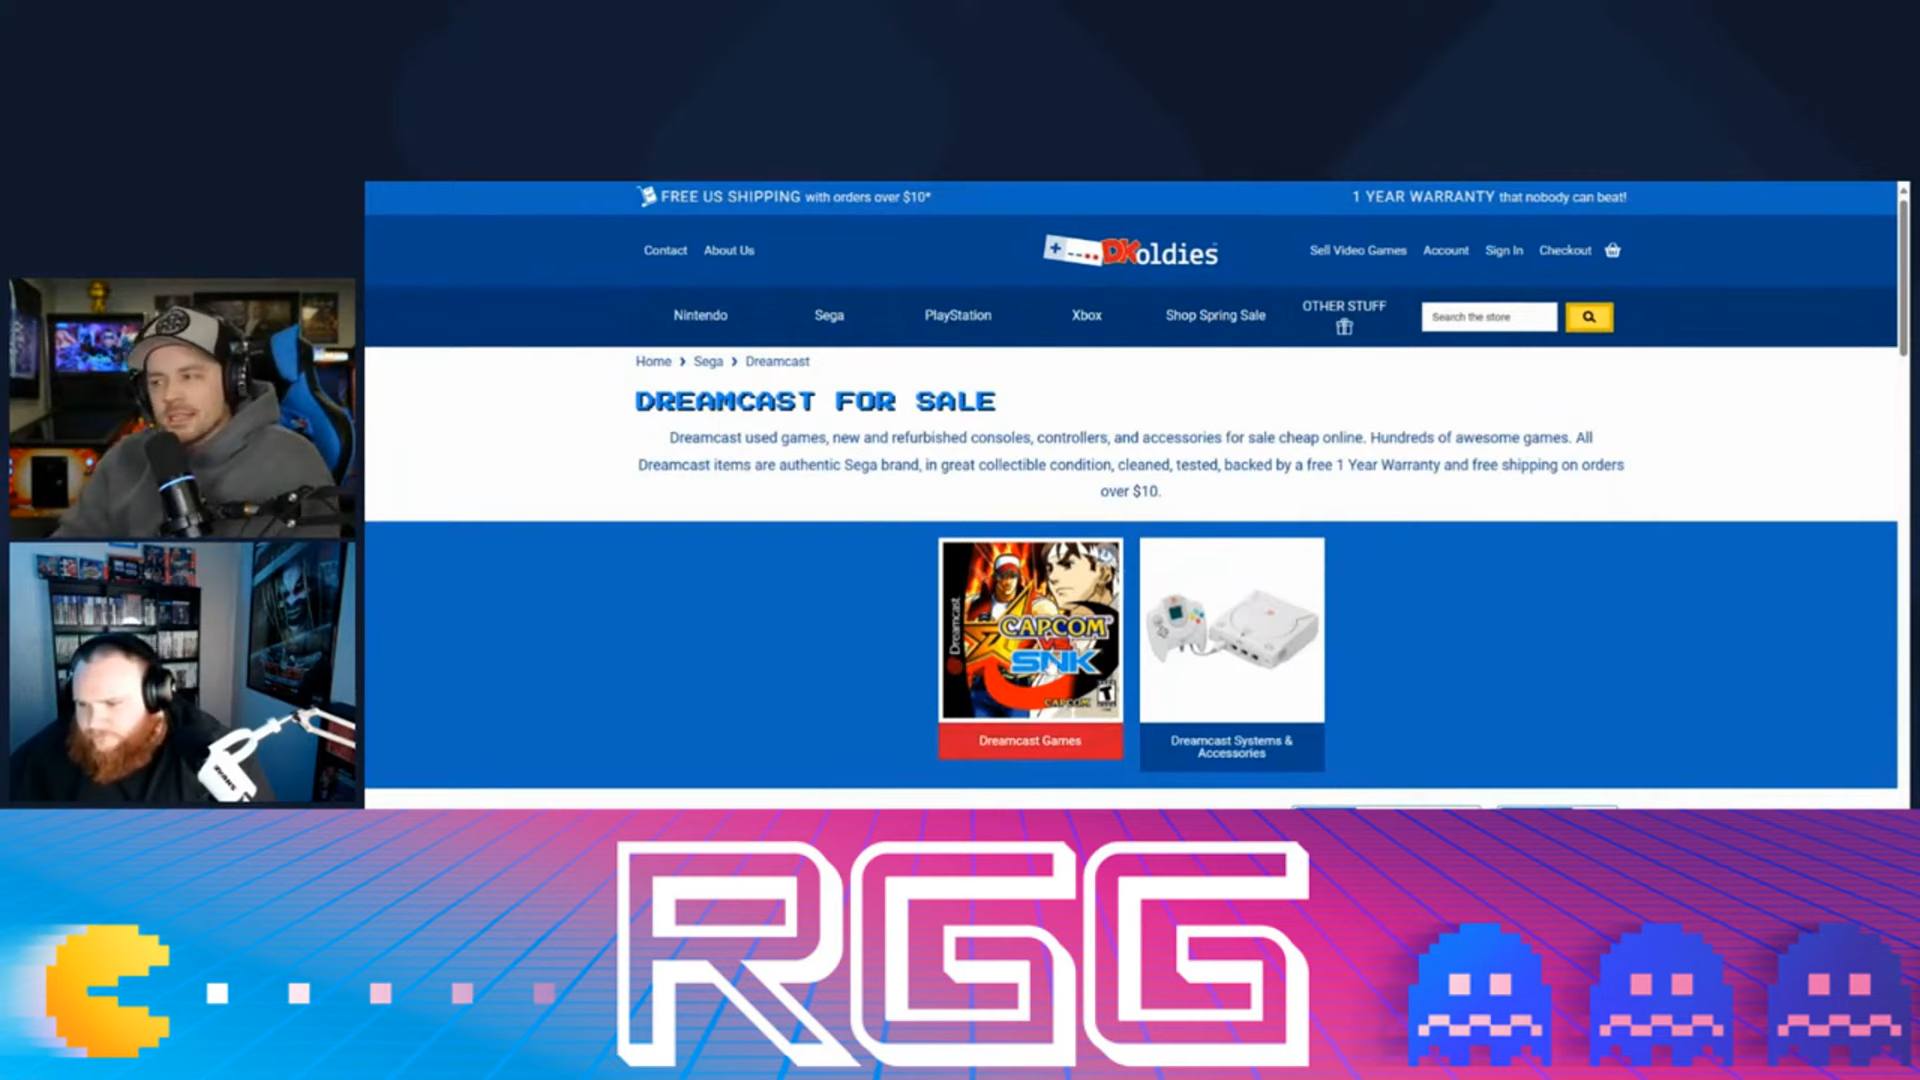 FREE US SHIPPING with orders over $10*
1 YEAR WARRANTY that nobody can beat!
Contact
About Us
DKoldies
Sell Video Games
Account
Sign In
Checkout
Nintendo
Sega
PlayStation
Xbox
Shop Spring Sale
OTHER STUFF
Search the store
Home > Sega > Dreamcast
DREAMCAST FOR SALE
Dreamcast used games, new and refurbished consoles, controllers, and accessories for sale cheap online. Hundreds of awesome games. All
Dreamcast items are authentic Sega brand, in great collectible condition, cleaned, tested, backed by a free 1 Year Warranty and free shipping on orders
over $10.
Dreamcast
CAPCOM
VS.
SNK
CAPCOM
T
Dreamcast Games
Dreamcast Systems &
Accessories
RGG